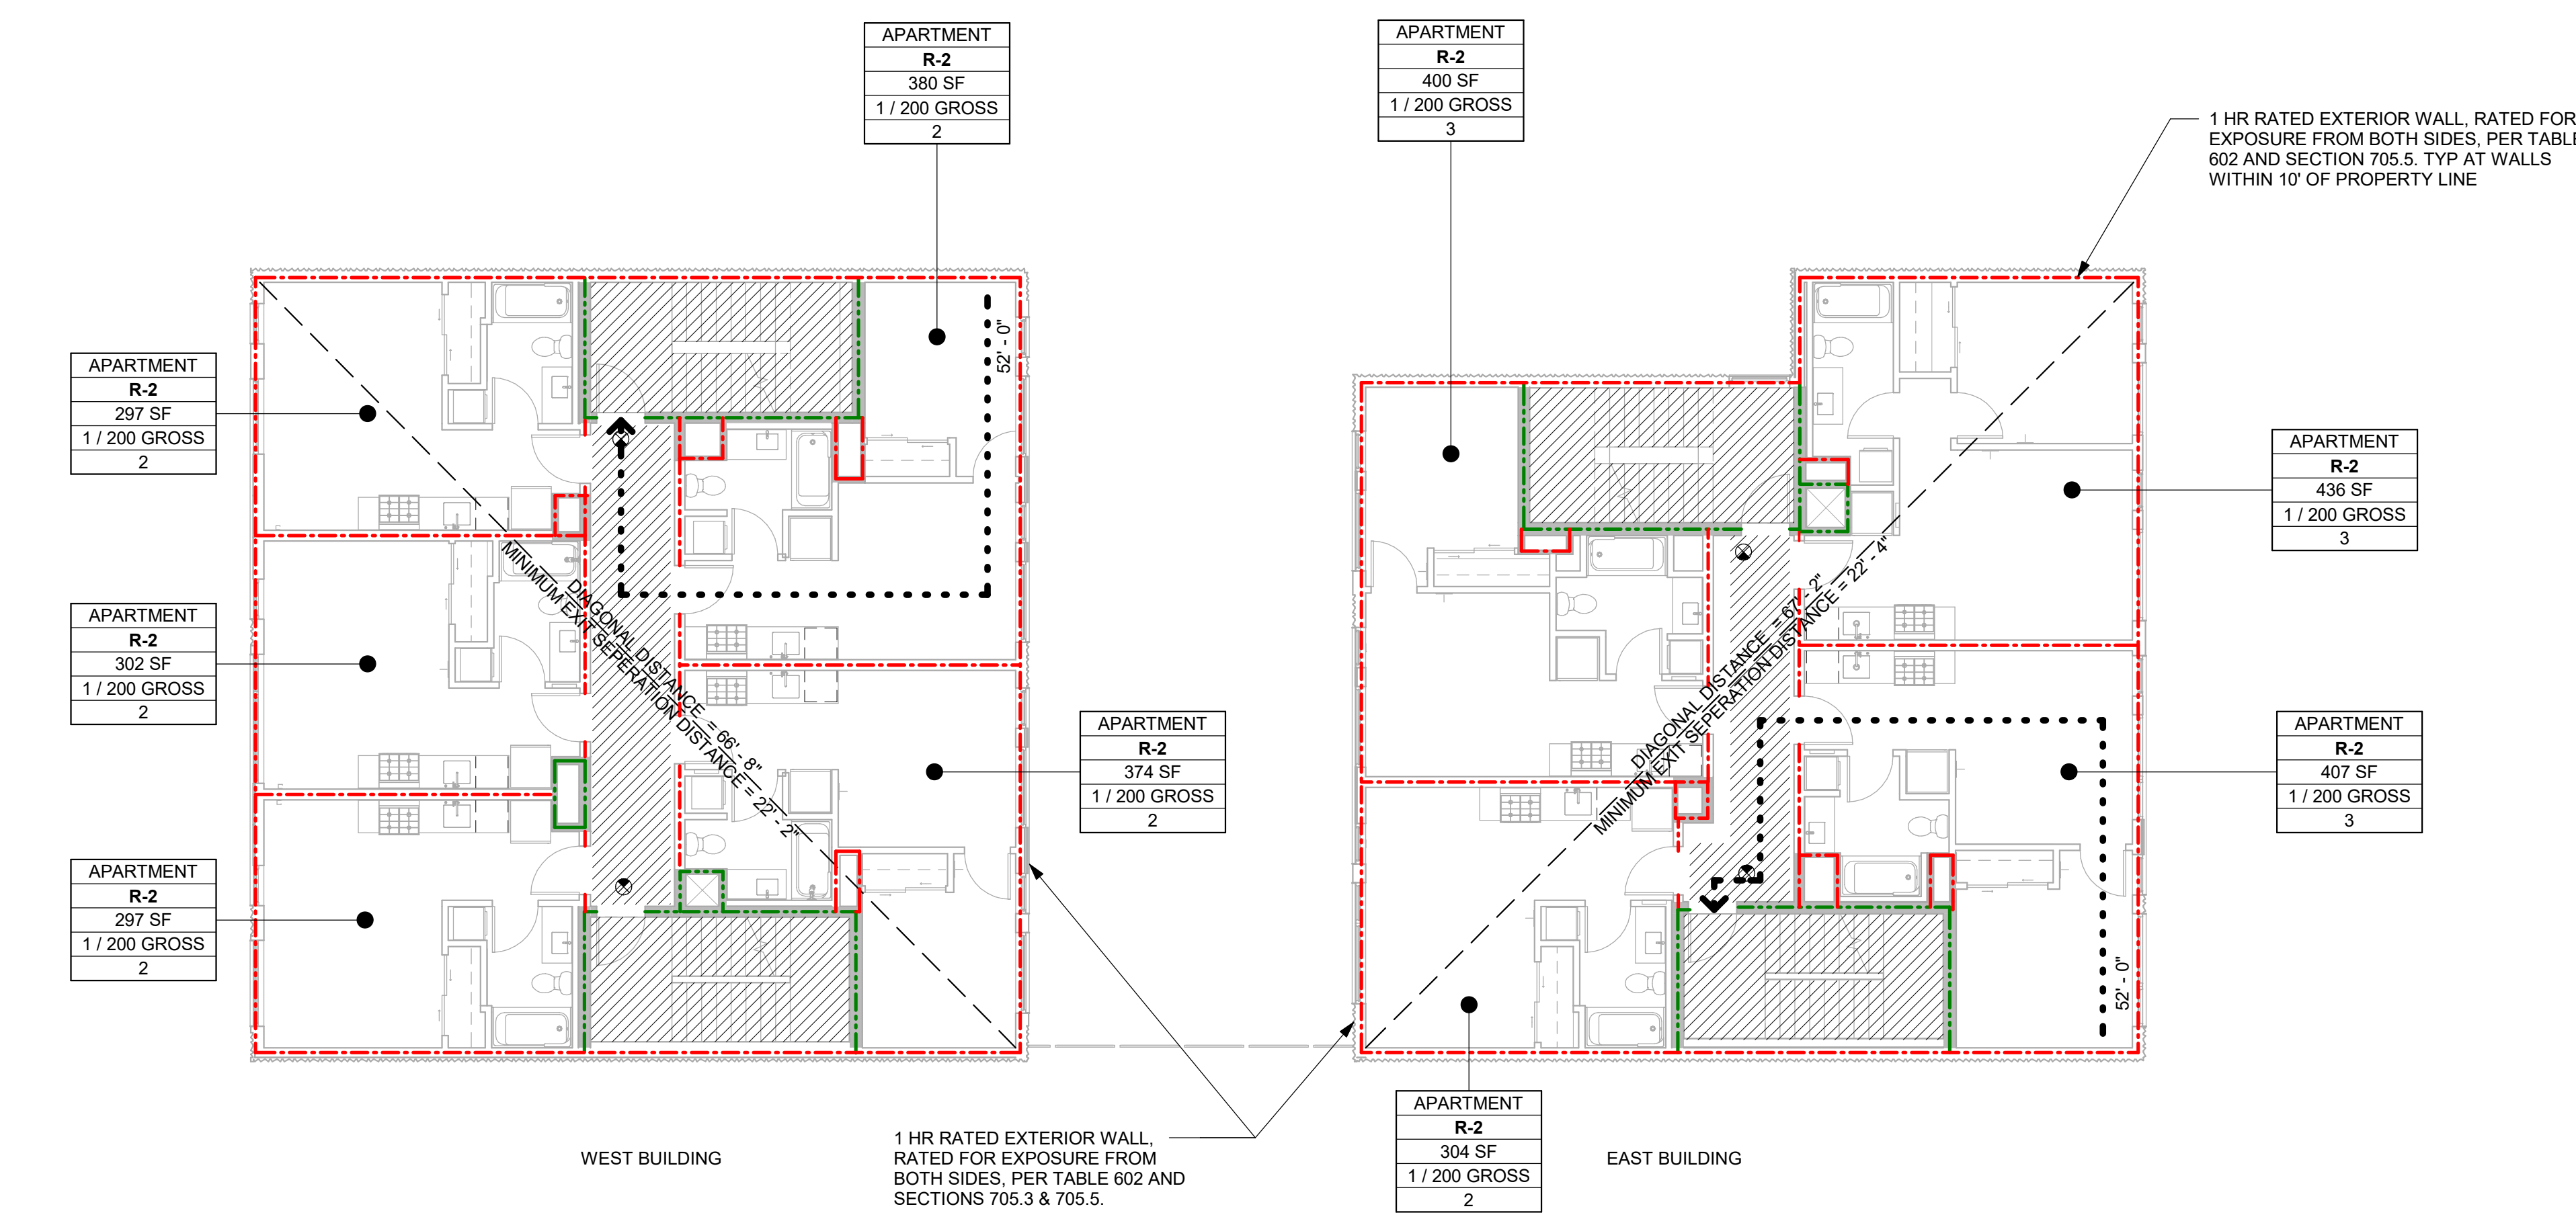 APARTMENT
R-2
380 SF
1 / 200 GROSS
2
APARTMENT
R-2
400 SF
1 / 200 GROSS
3
1 HR RATED EXTERIOR WALL, RATED FOR
EXPOSURE FROM BOTH SIDES, PER TABLE
602 AND SECTION 705.5. TYP AT WALLS
WITHIN 10' OF PROPERTY LINE
APARTMENT
R-2
297 SF
1 / 200 GROSS
2
52' - 0"
APARTMENT
R-2
436 SF
1 / 200 GROSS
3
APARTMENT
R-2
302 SF
1 / 200 GROSS
2
DIAGONAL DISTANCE = 66' - 8"
MINIMUM EXIT SEPERATION DISTANCE = 22' - 2"
DIAGONAL DISTANCE = 67' - 2"
MINIMUM EXIT SEPERATION DISTANCE = 22' - 4"
APARTMENT
R-2
374 SF
1 / 200 GROSS
2
APARTMENT
R-2
407 SF
1 / 200 GROSS
3
APARTMENT
R-2
297 SF
1 / 200 GROSS
2
52' - 0"
APARTMENT
R-2
304 SF
1 / 200 GROSS
2
WEST BUILDING
1 HR RATED EXTERIOR WALL,
RATED FOR EXPOSURE FROM
BOTH SIDES, PER TABLE 602 AND
SECTIONS 705.3 & 705.5.
EAST BUILDING